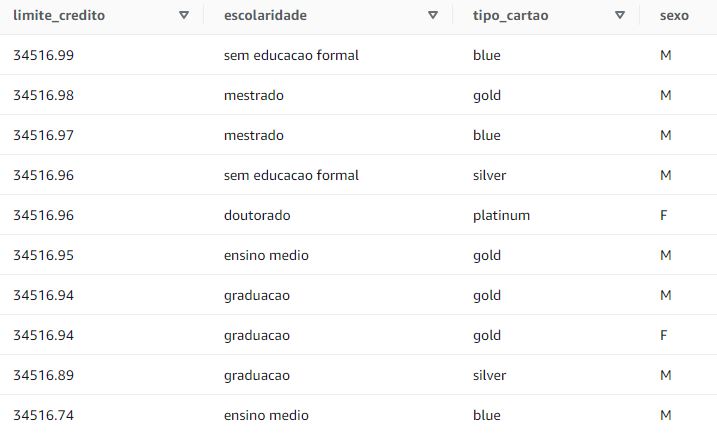 limite_credito escolaridade tipo_cartao sexo
34516.99 sem educacao formal blue M
34516.98 mestrado gold M
34516.97 mestrado blue M
34516.96 sem educacao formal silver M
34516.96 doutorado platinum F
34516.95 ensino medio gold M
34516.94 graduacao gold M
34516.94 graduacao gold F
34516.89 graduacao silver M
34516.74 ensino medio blue M